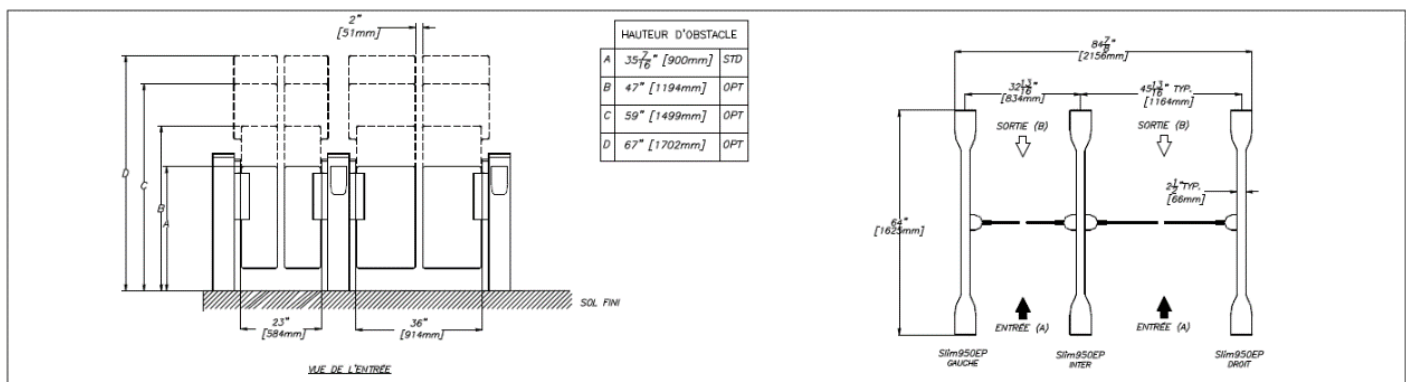 2"
[51mm]
HAUTEUR D'OBSTACLE
A 35 7/16" [900mm] STD
B 47" [1194mm] OPT
C 59" [1499mm] OPT
D 67" [1702mm] OPT
D
C
B
A
SOL FINI
23"
[584mm]
36"
[914mm]
VUE DE L'ENTRÉE
84 7/8"
[2156mm]
32 13/16"
[834mm]
45 13/16" TYP.
[1164mm]
SORTIE (B)
SORTIE (B)
2 1/2" TYP.
[66mm]
64"
[1625mm]
ENTRÉE (A)
ENTRÉE (A)
Slim950EP
GAUCHE
Slim950EP
INTER
Slim950EP
DROIT